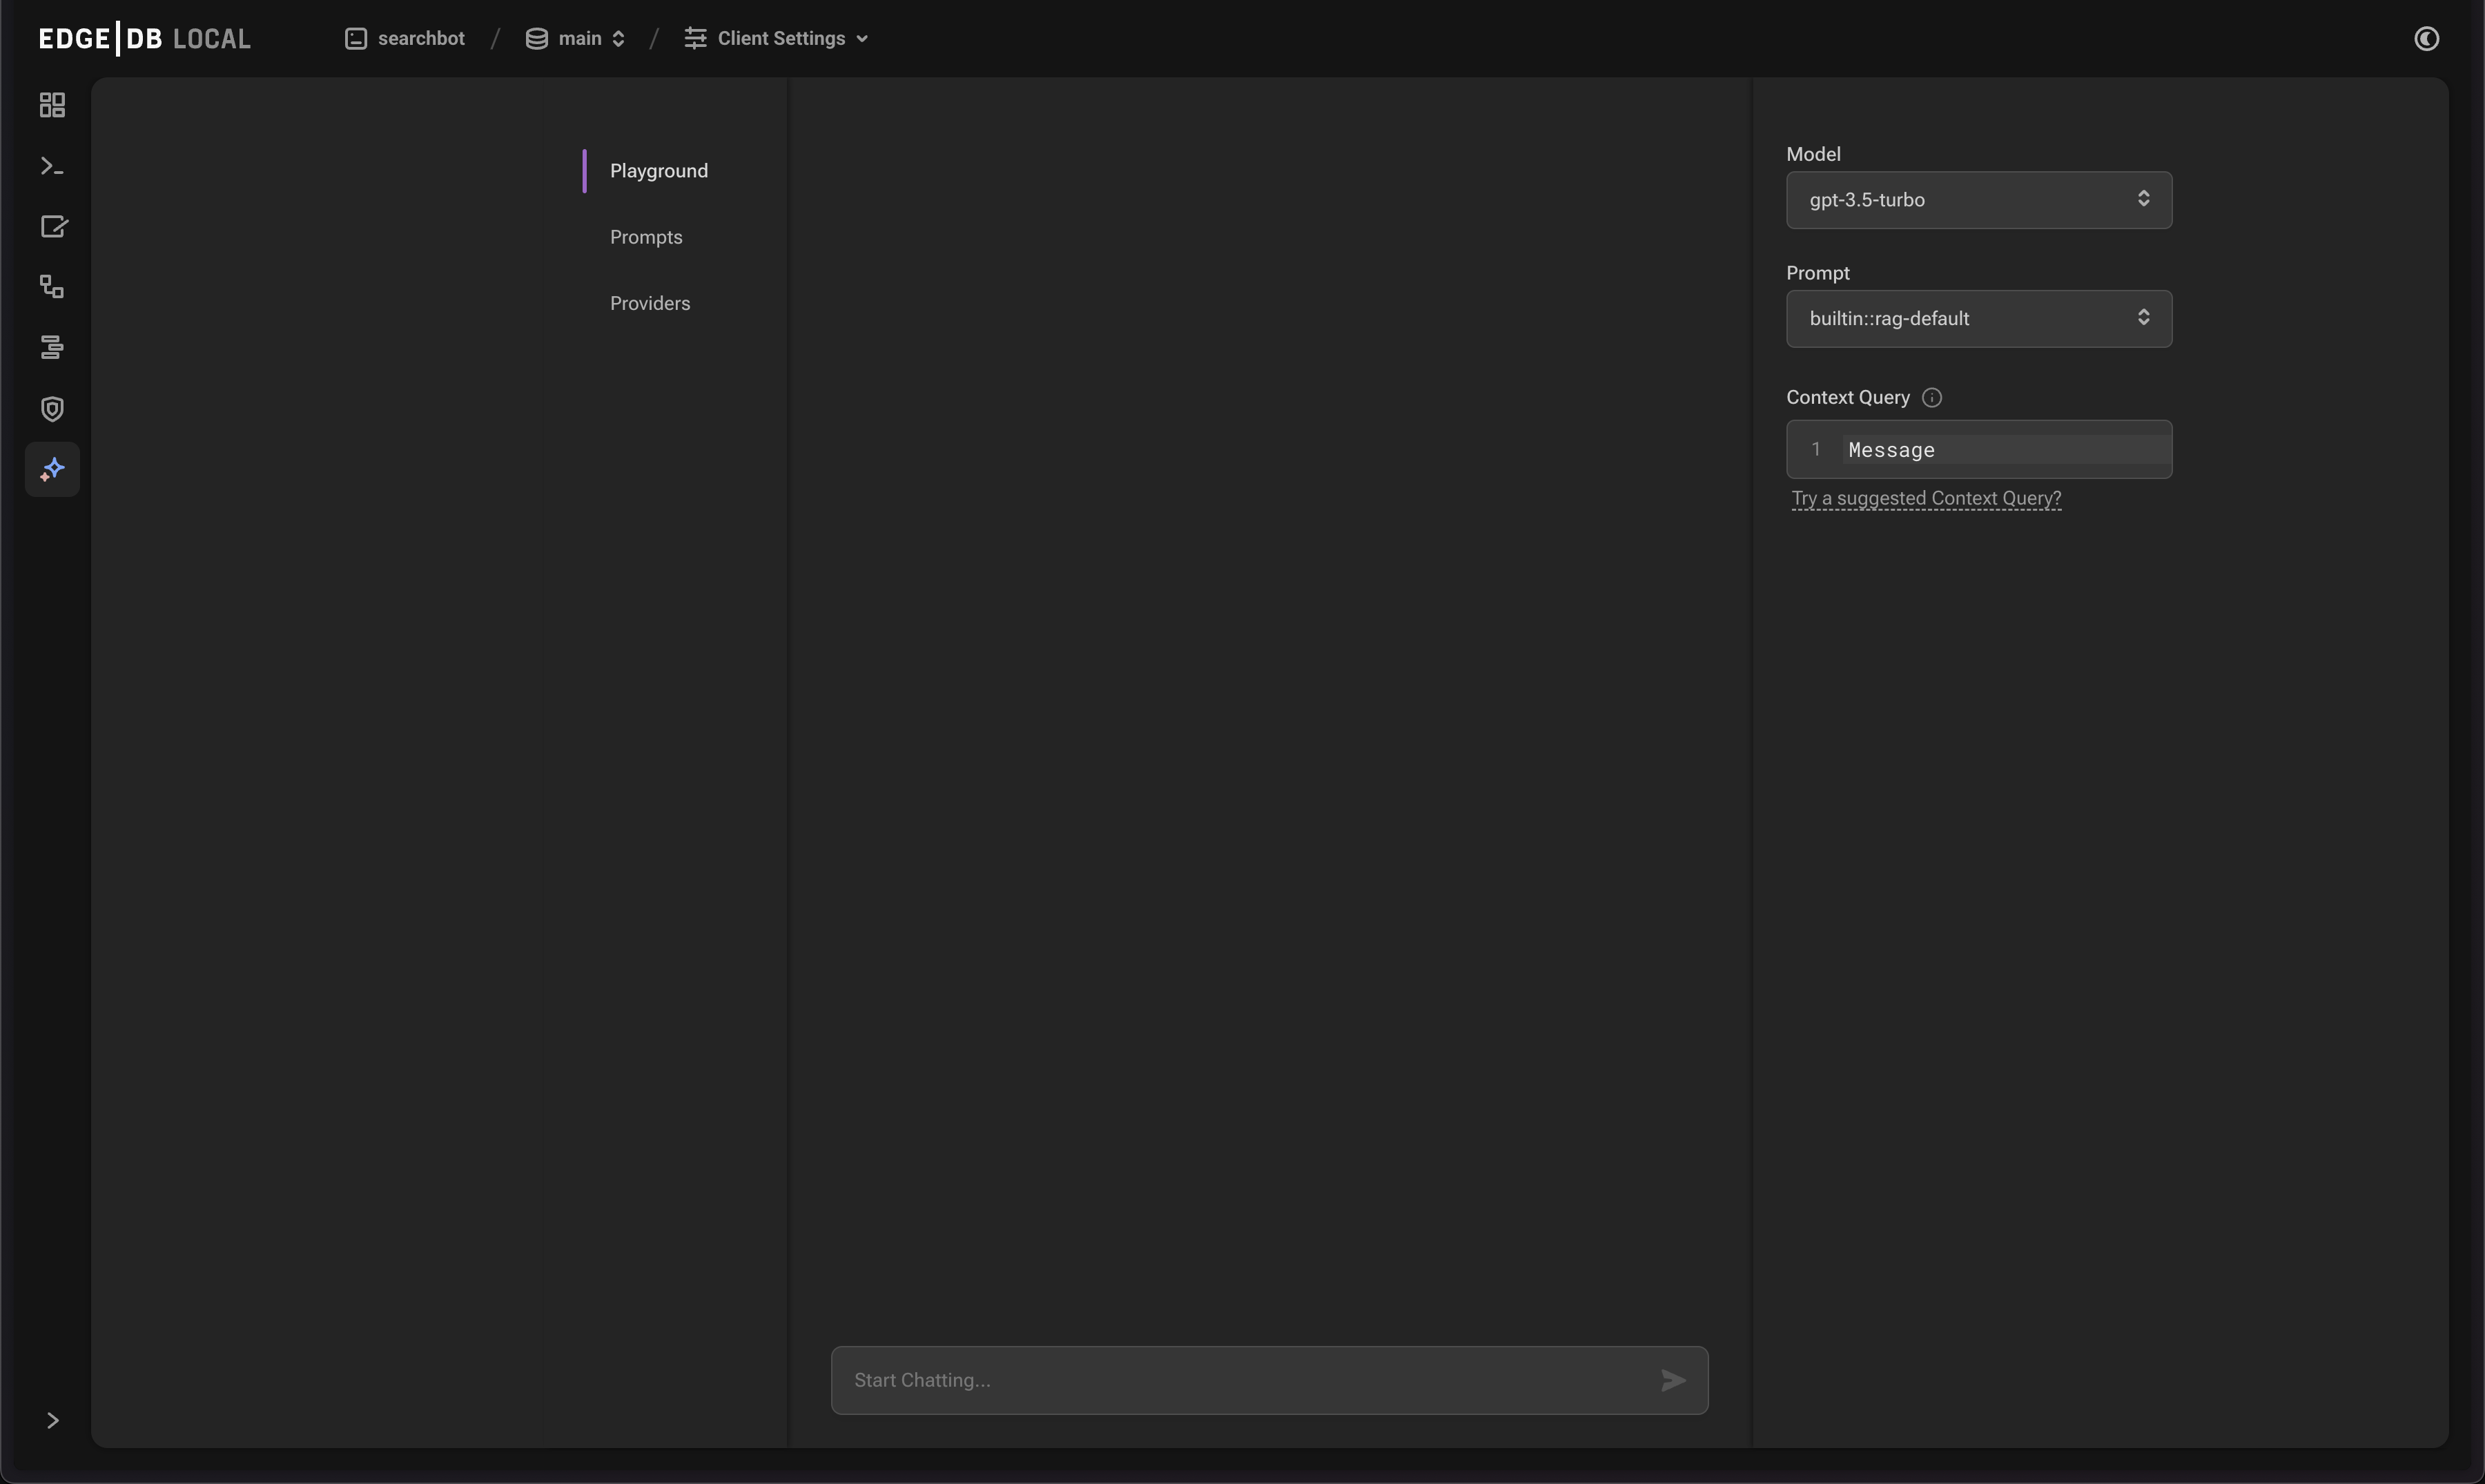 EDGE|DB LOCAL
searchbot / main / Client Settings
Playground
Prompts
Providers
Start Chatting...
Model
gpt-3.5-turbo
Prompt
builtin::rag-default
Context Query
1 Message
Try a suggested Context Query?